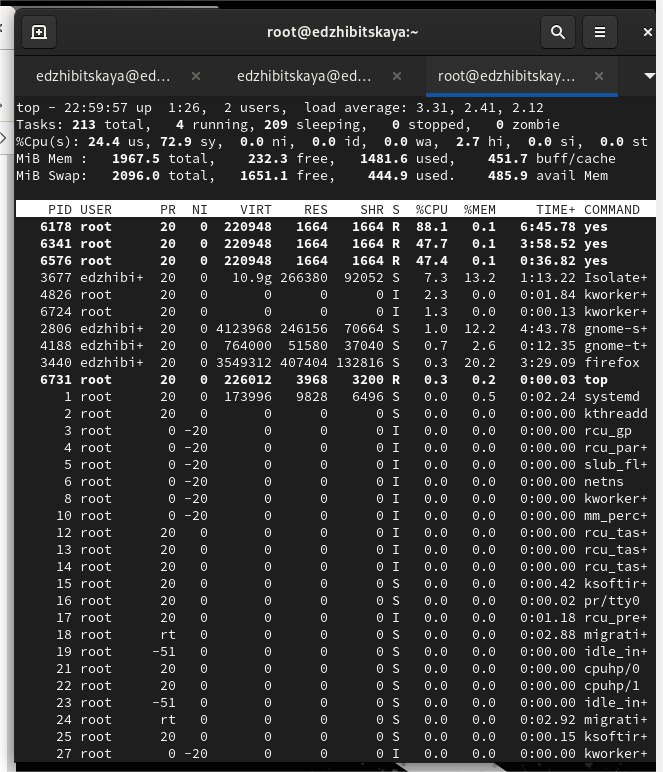 root@edzhibitskaya:~
edzhibitskaya@ed... × edzhibitskaya@ed... × root@edzhibitskay... ×
top - 22:59:57 up  1:26,  2 users,  load average: 3.31, 2.41, 2.12
Tasks: 213 total,   4 running, 209 sleeping,   0 stopped,   0 zombie
%Cpu(s): 24.4 us, 72.9 sy,  0.0 ni,  0.0 id,  0.0 wa,  2.7 hi,  0.0 si,  0.0 st
MiB Mem :   1967.5 total,    232.3 free,   1481.6 used,    451.7 buff/cache
MiB Swap:   2096.0 total,   1651.1 free,    444.9 used.    485.9 avail Mem
PID USER      PR  NI    VIRT    RES    SHR S  %CPU  %MEM     TIME+ COMMAND
6178 root      20   0  220948   1664   1664 R  88.1   0.1   6:45.78 yes
6341 root      20   0  220948   1664   1664 R  47.7   0.1   3:58.52 yes
6576 root      20   0  220948   1664   1664 R  47.4   0.1   0:36.82 yes
3677 edzhibi+  20   0   10.9g 266380  92052 S   7.3  13.2   1:13.22 Isolate+
4826 root      20   0       0      0      0 I   2.3   0.0   0:01.84 kworker+
6724 root      20   0       0      0      0 I   1.3   0.0   0:00.13 kworker+
2806 edzhibi+  20   0 4123968 246156  70664 S   1.0  12.2   4:43.78 gnome-s+
4188 edzhibi+  20   0  764000  51580  37040 S   0.7   2.6   0:12.35 gnome-t+
3440 edzhibi+  20   0 3549312 407404 132816 S   0.3  20.2   3:29.09 firefox
6731 root      20   0  226012   3968   3200 R   0.3   0.2   0:00.03 top
1 root      20   0  173996   9828   6496 S   0.0   0.5   0:02.24 systemd
2 root      20   0       0      0      0 S   0.0   0.0   0:00.00 kthreadd
3 root       0 -20       0      0      0 I   0.0   0.0   0:00.00 rcu_gp
4 root       0 -20       0      0      0 I   0.0   0.0   0:00.00 rcu_par+
5 root       0 -20       0      0      0 I   0.0   0.0   0:00.00 slub_fl+
6 root       0 -20       0      0      0 I   0.0   0.0   0:00.00 netns
8 root       0 -20       0      0      0 I   0.0   0.0   0:00.00 kworker+
10 root       0 -20       0      0      0 I   0.0   0.0   0:00.00 mm_perc+
12 root      20   0       0      0      0 I   0.0   0.0   0:00.00 rcu_tas+
13 root      20   0       0      0      0 I   0.0   0.0   0:00.00 rcu_tas+
14 root      20   0       0      0      0 I   0.0   0.0   0:00.00 rcu_tas+
15 root      20   0       0      0      0 S   0.0   0.0   0:00.42 ksoftir+
16 root      20   0       0      0      0 S   0.0   0.0   0:00.02 pr/tty0
17 root      20   0       0      0      0 I   0.0   0.0   0:01.18 rcu_pre+
18 root      rt   0       0      0      0 S   0.0   0.0   0:02.88 migrati+
19 root     -51   0       0      0      0 S   0.0   0.0   0:00.00 idle_in+
21 root      20   0       0      0      0 S   0.0   0.0   0:00.00 cpuhp/0
22 root      20   0       0      0      0 S   0.0   0.0   0:00.00 cpuhp/1
23 root     -51   0       0      0      0 S   0.0   0.0   0:00.00 idle_in+
24 root      rt   0       0      0      0 S   0.0   0.0   0:02.92 migrati+
25 root      20   0       0      0      0 S   0.0   0.0   0:00.15 ksoftir+
27 root       0 -20       0      0      0 I   0.0   0.0   0:00.00 kworker+